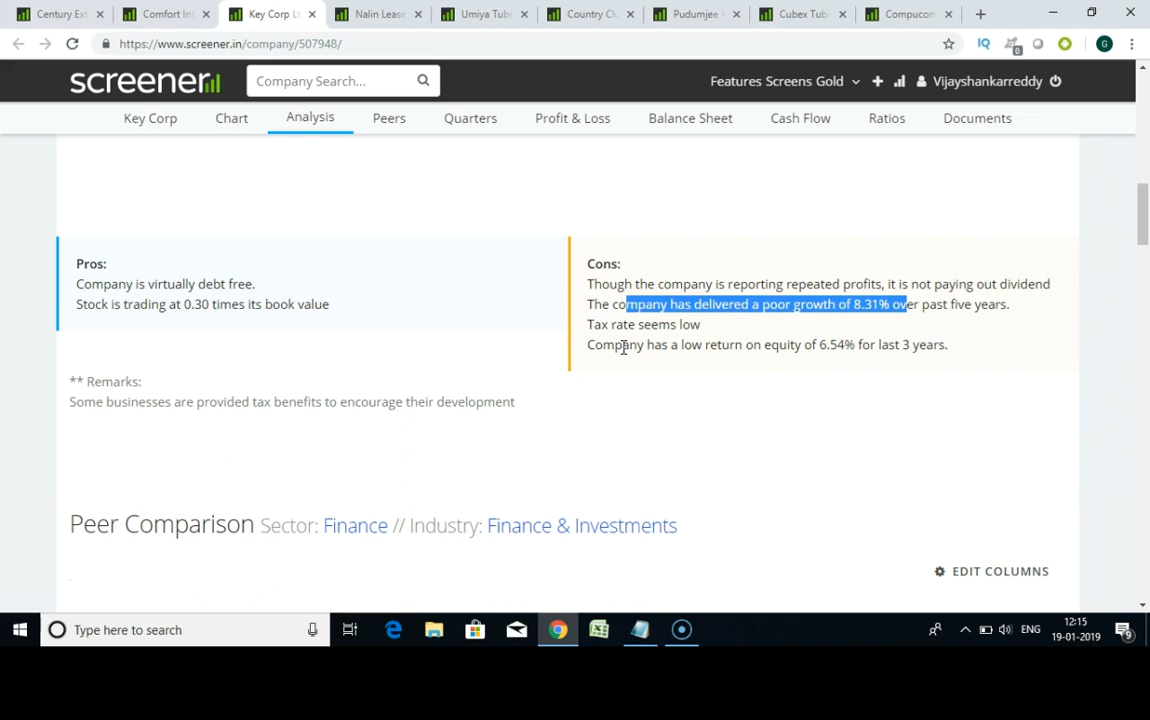 Century Ext
Comfort Int
Key Corp Lt
Nalin Lease
Umiya Tube
Country Clu
Pudumjee P
Cubex Tub
Compucom
https://www.screener.in/company/507948/
IQ
0
G
screener
Company Search...
Features Screens Gold
Vijayshankarreddy
Key Corp
Chart
Analysis
Peers
Quarters
Profit & Loss
Balance Sheet
Cash Flow
Ratios
Documents
Pros:
Company is virtually debt free.
Stock is trading at 0.30 times its book value
Cons:
Though the company is reporting repeated profits, it is not paying out dividend
The company has delivered a poor growth of 8.31% over past five years.
Tax rate seems low
Company has a low return on equity of 6.54% for last 3 years.
** Remarks:
Some businesses are provided tax benefits to encourage their development
Peer Comparison Sector: Finance // Industry: Finance & Investments
EDIT COLUMNS
Type here to search
ENG
12:15
19-01-2019
9